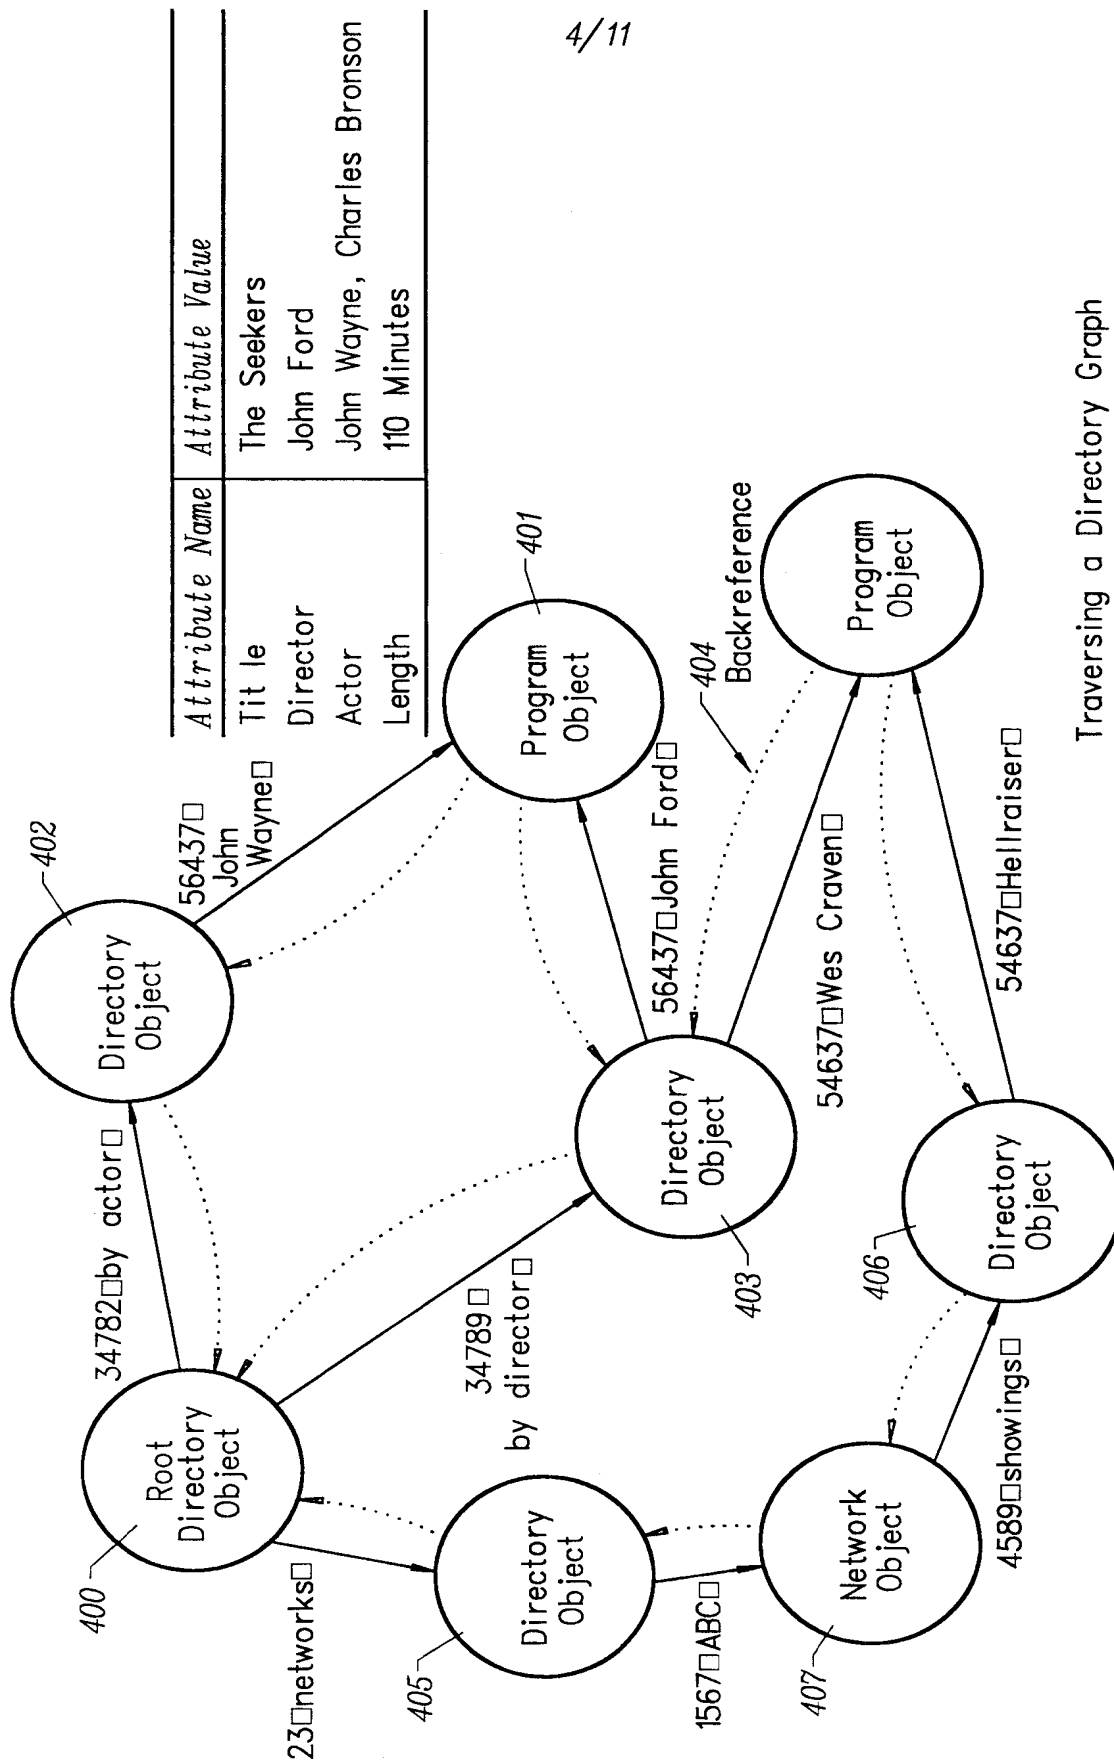 4/11
Attribute Name Attribute Value
Tit le The Seekers
Director John Ford
Actor John Wayne, Charles Bronson
Length 110 Minutes
400
Root
Directory
Object
34782□by actor□
402
Directory
Object
56437□
John
Wayne□
401
Program
Object
23□networks□
34789□
by director□
403
Directory
Object
56437□John Ford□
404
Backreference
405
Directory
Object
54637□Wes Craven□
Program
Object
1567□ABC□
407
Network
Object
4589□showings□
406
Directory
Object
54637□Hellraiser□
Traversing a Directory Graph